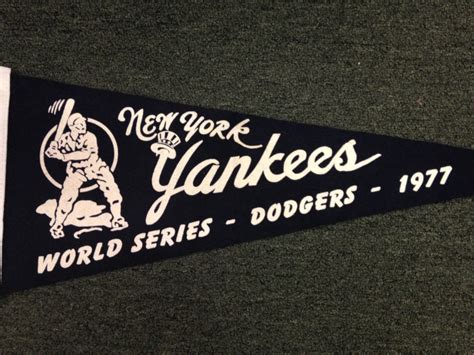 New York
Yankees
WORLD SERIES - DODGERS - 1977